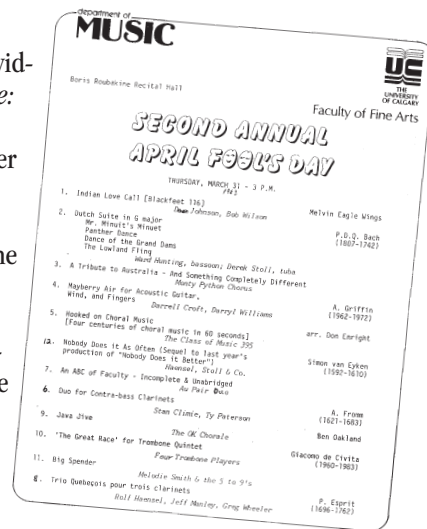 vid-
e:
er
ne
e
department of
MUSIC
UC
THE
UNIVERSITY
OF CALGARY
Boris Roubakine Recital Hall
Faculty of Fine Arts
SECOND ANNUAL
APRIL FOOL'S DAY
THURSDAY, MARCH 31 - 3 P.M.
1. Indian Love Call [Blackfeet 116] Melvin Eagle Wings
Johnson, Bob Wilson
2. Dutch Suite in G major P.D.Q. Bach
Mr. Minuit's Minuet (1807-1742)
Panther Dance
Dance of the Grand Dams
The Lowland Fling
Ward Hunting, bassoon; Derek Stoll, tuba
3. A Tribute to Australia - And Something Completely Different
Monty Python Chorus
4. Mayberry Air for Acoustic Guitar, A. Griffin
Wind, and Fingers (1962-1972)
Darrell Croft, Darryl Williams
5. Hooked on Choral Music arr. Don Emright
[Four centuries of choral music in 60 seconds]
The Class of Music 395
12. Nobody Does it As Often (Sequel to last year's Simon van Eyken
production of "Nobody Does it Better") (1592-1610)
Haensel, Stoll & Co.
7. An ABC of Faculty - Incomplete & Unabridged
Au Pair Duo
6. Duo for Contra-bass Clarinets A. Fromm
Stan Climie, Ty Paterson (1621-1683)
9. Java Jive Ben Oakland
The OK Chorale
10. 'The Great Race' for Trombone Quintet Giacomo de Civita
Four Trombone Players (1960-1983)
11. Big Spender
Melodie Smith & the 5 to 9's
8. Trio Quebeçois pour trois clarinets P. Esprit
Rolf Haensel, Jeff Manley, Greg Wheeler (1696-1762)